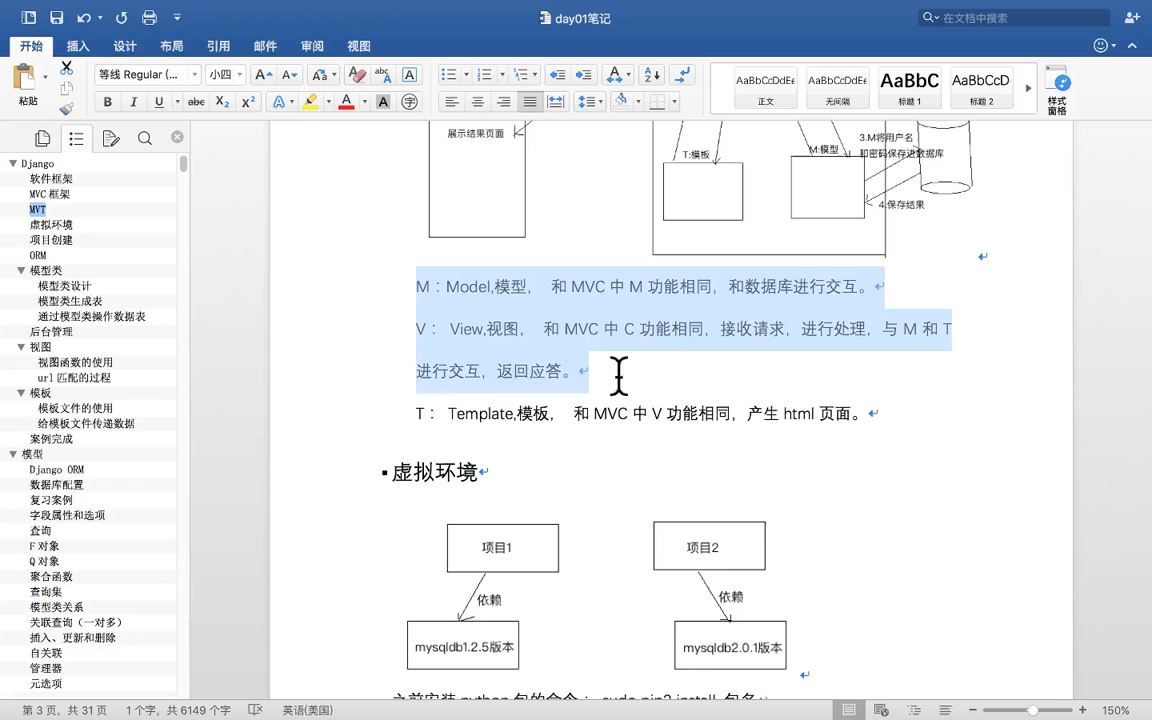 day01笔记
在文档中搜索
开始 插入 设计 布局 引用 邮件 审阅 视图
粘贴
等线 Regular (... 小四
AaBbCcDdEe
正文
AaBbCcDdEe
无间隔
AaBbC
标题 1
AaBbCcD
标题 2
样式
窗格
Django
软件框架
MVC 框架
MVT
虚拟环境
项目创建
ORM
模型类
模型类设计
模型类生成表
通过模型类操作数据表
后台管理
视图
视图函数的使用
url 匹配的过程
模板
模板文件的使用
给模板文件传递数据
案例完成
模型
Django ORM
数据库配置
复习案例
字段属性和选项
查询
F 对象
Q 对象
聚合函数
查询集
模型类关系
关联查询（一对多）
插入、更新和删除
自关联
管理器
元选项
展示结果页面
T:模板
M:模型
3.M将用户名
和密码保存进数据库
4.保存结果
M：Model,模型， 和 MVC 中 M 功能相同，和数据库进行交互。
V： View,视图， 和 MVC 中 C 功能相同，接收请求，进行处理，与 M 和 T
进行交互，返回应答。
T： Template,模板， 和 MVC 中 V 功能相同，产生 html 页面。
虚拟环境
项目1
项目2
依赖
依赖
mysqldb1.2.5版本
mysqldb2.0.1版本
之前安装 python 包的命令： sudo pip3 install 包名
第 3 页，共 31 页 1 个字，共 6149 个字 英语(美国)
150%